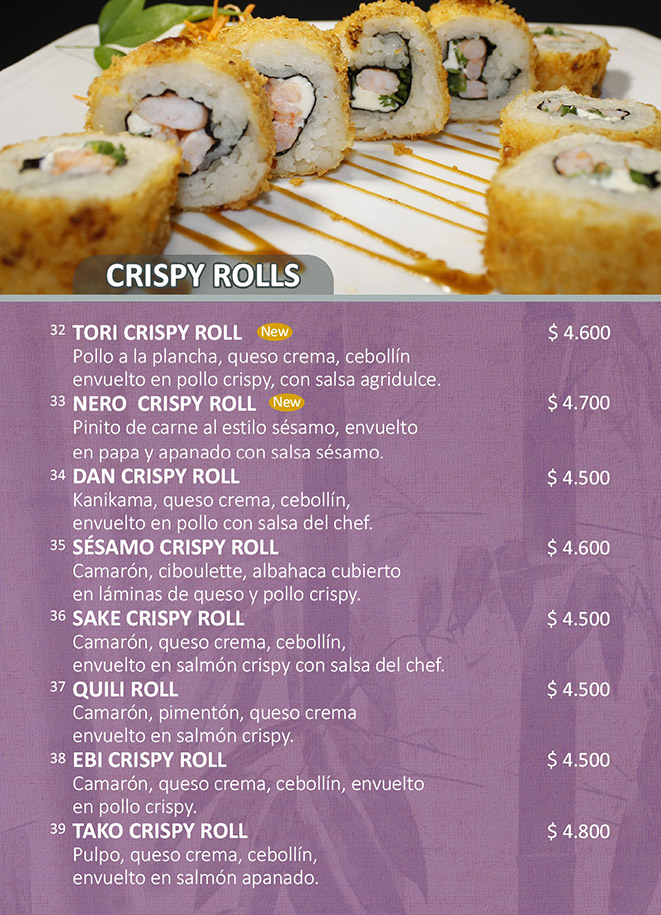 CRISPY ROLLS
32 TORI CRISPY ROLL New $ 4.600
Pollo a la plancha, queso crema, cebollín
envuelto en pollo crispy, con salsa agridulce.
33 NERO CRISPY ROLL New $ 4.700
Pinito de carne al estilo sésamo, envuelto
en papa y apanado con salsa sésamo.
34 DAN CRISPY ROLL $ 4.500
Kanikama, queso crema, cebollín,
envuelto en pollo con salsa del chef.
35 SÉSAMO CRISPY ROLL $ 4.600
Camarón, ciboulette, albahaca cubierto
en láminas de queso y pollo crispy.
36 SAKE CRISPY ROLL $ 4.500
Camarón, queso crema, cebollín,
envuelto en salmón crispy con salsa del chef.
37 QUILI ROLL $ 4.500
Camarón, pimentón, queso crema
envuelto en salmón crispy.
38 EBI CRISPY ROLL $ 4.500
Camarón, queso crema, cebollín, envuelto
en pollo crispy.
39 TAKO CRISPY ROLL $ 4.800
Pulpo, queso crema, cebollín,
envuelto en salmón apanado.